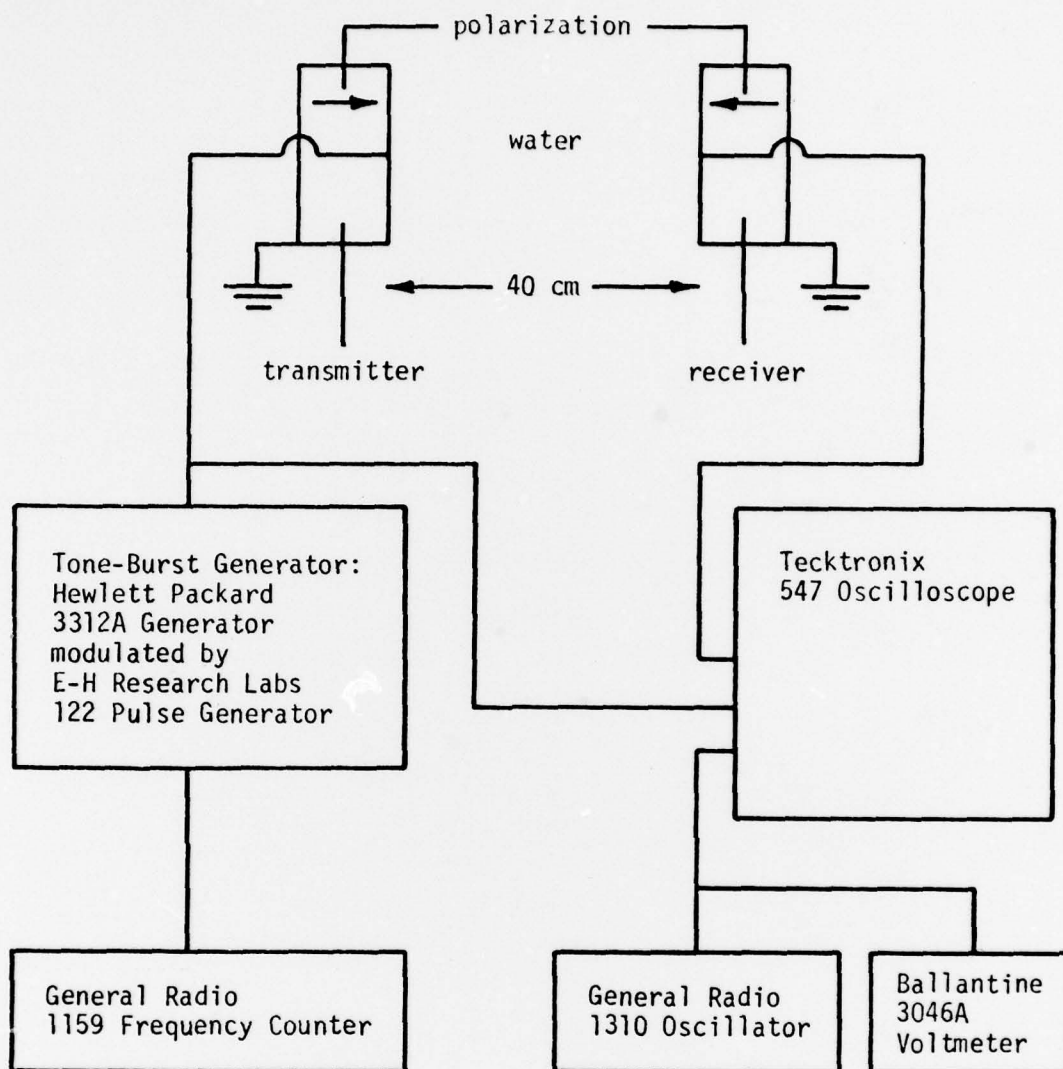 polarization
water
40 cm
transmitter
receiver
Tone-Burst Generator:
Hewlett Packard
3312A Generator
modulated by
E-H Research Labs
122 Pulse Generator
Tecktronix
547 Oscilloscope
General Radio
1159 Frequency Counter
General Radio
1310 Oscillator
Ballantine
3046A
Voltmeter